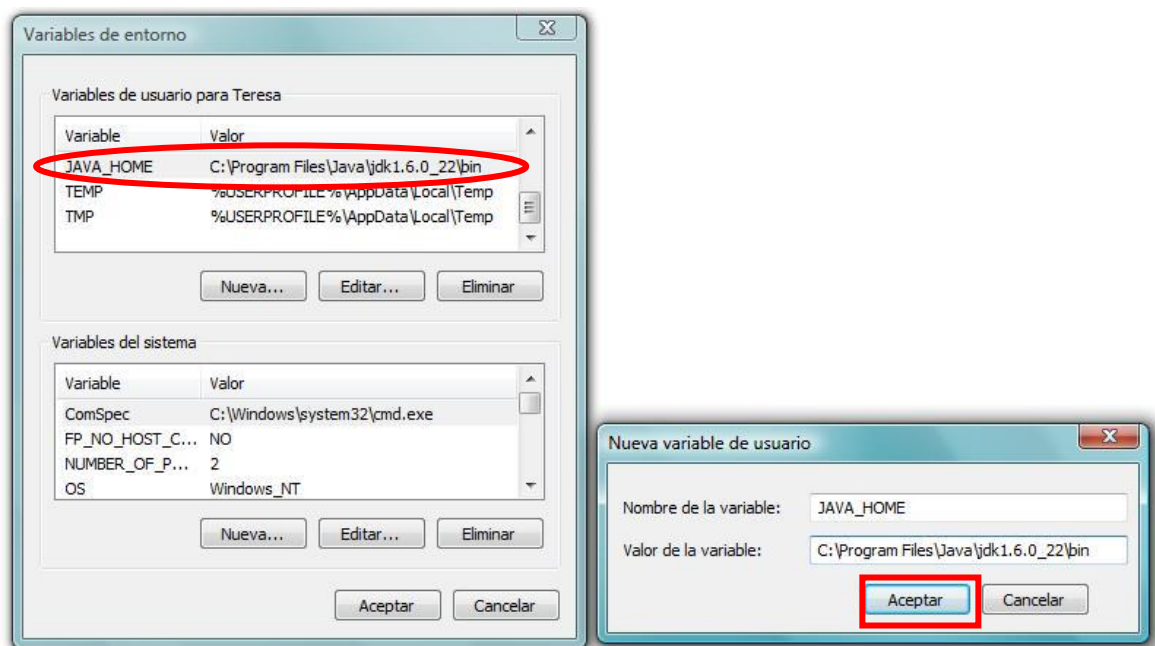 Variables de entorno
Variables de usuario para Teresa
Variable Valor
JAVA_HOME C:\Program Files\Java\jdk1.6.0_22\bin
TEMP %USERPROFILE%\AppData\Local\Temp
TMP %USERPROFILE%\AppData\Local\Temp
Nueva... Editar... Eliminar
Variables del sistema
Variable Valor
ComSpec C:\Windows\system32\cmd.exe
FP_NO_HOST_C... NO
NUMBER_OF_P... 2
OS Windows_NT
Nueva... Editar... Eliminar
Aceptar Cancelar
Nueva variable de usuario
Nombre de la variable: JAVA_HOME
Valor de la variable: C:\Program Files\Java\jdk1.6.0_22\bin
Aceptar Cancelar